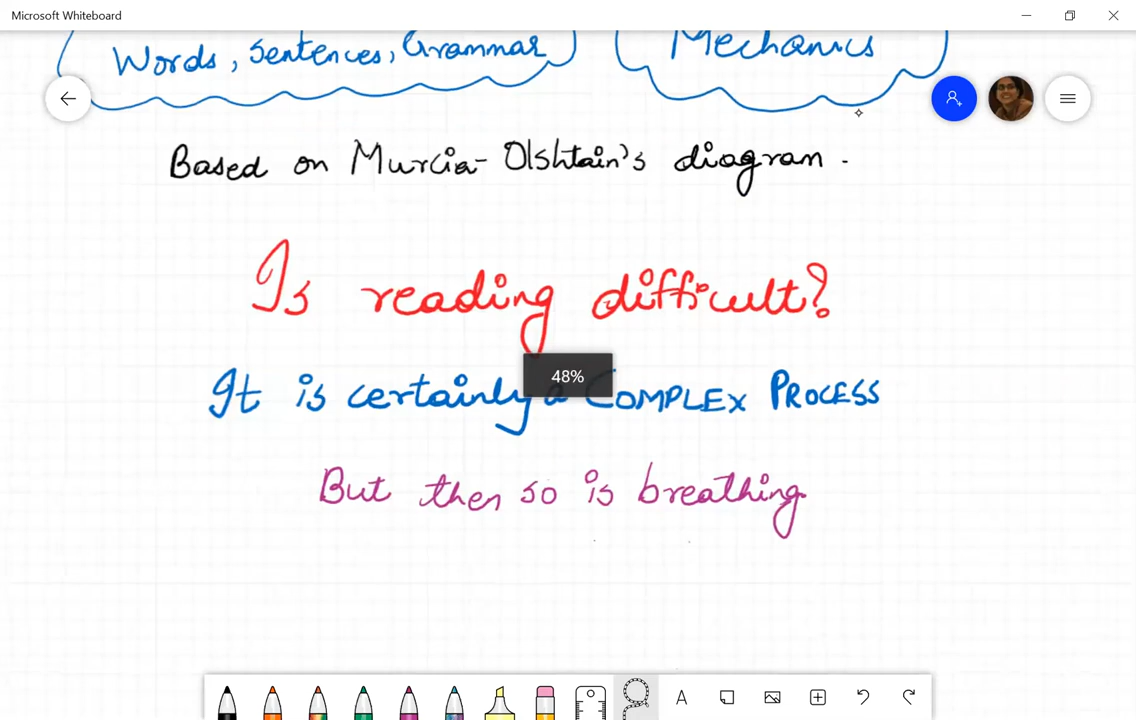 Microsoft Whiteboard
Words, Sentences, Grammar
Mechanics
Based on Murcia-Olshtain's diagram.
Is reading difficult?
48%
It is certainly a COMPLEX PROCESS
But then so is breathing.
A